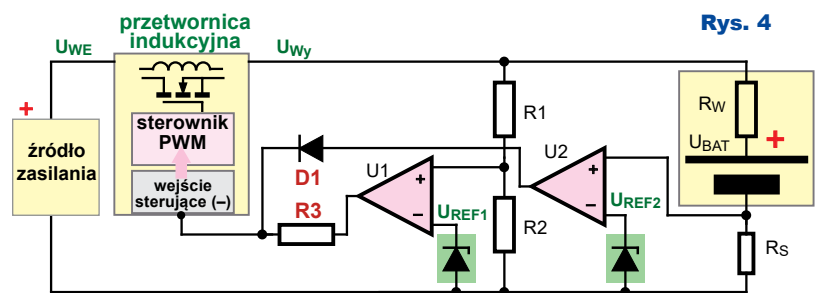 przetwornica
indukcyjna
Rys. 4
UWE
UWy
+
źródło
zasilania
sterownik
PWM
wejście
sterujące (–)
D1
R3
U1
+
–
UREF1
R1
R2
U2
+
–
UREF2
RW
UBAT
+
RS